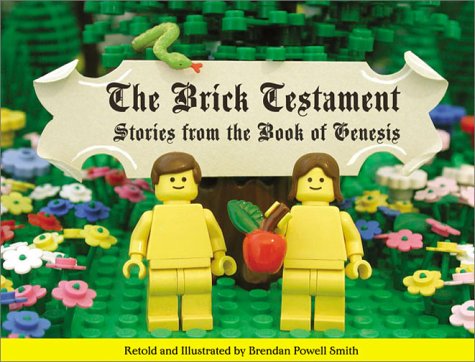 The Brick Testament
Stories from the Book of Genesis
Retold and Illustrated by Brendan Powell Smith